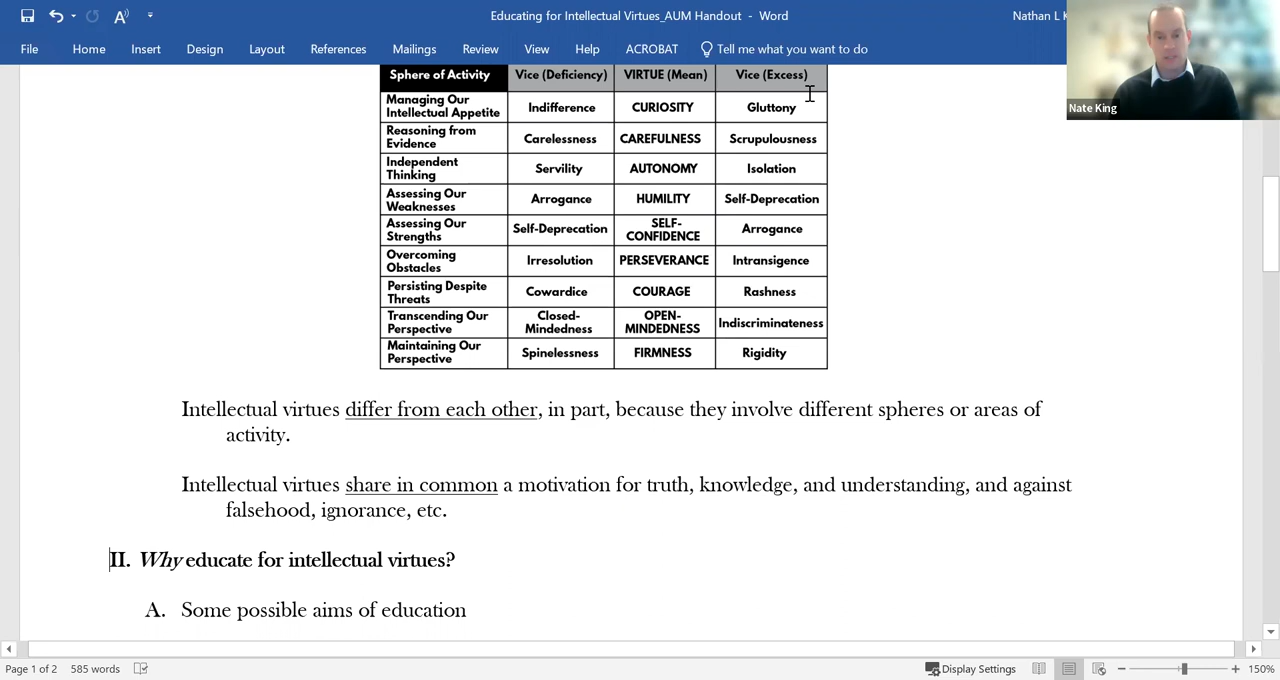 Educating for Intellectual Virtues_AUM Handout - Word
Nathan L
File Home Insert Design Layout References Mailings Review View Help ACROBAT Tell me what you want to do
Nate King
Sphere of Activity Vice (Deficiency) VIRTUE (Mean) Vice (Excess)
Managing Our
Intellectual Appetite Indifference CURIOSITY Gluttony
Reasoning from
Evidence Carelessness CAREFULNESS Scrupulousness
Independent
Thinking Servility AUTONOMY Isolation
Assessing Our
Weaknesses Arrogance HUMILITY Self-Deprecation
Assessing Our
Strengths Self-Deprecation SELF-
CONFIDENCE Arrogance
Overcoming
Obstacles Irresolution PERSEVERANCE Intransigence
Persisting Despite
Threats Cowardice COURAGE Rashness
Transcending Our
Perspective Closed-
Mindedness OPEN-
MINDEDNESS Indiscriminateness
Maintaining Our
Perspective Spinelessness FIRMNESS Rigidity
Intellectual virtues differ from each other, in part, because they involve different spheres or areas of
activity.
Intellectual virtues share in common a motivation for truth, knowledge, and understanding, and against
falsehood, ignorance, etc.
II. Why educate for intellectual virtues?
A. Some possible aims of education
Page 1 of 2 585 words Display Settings 150%